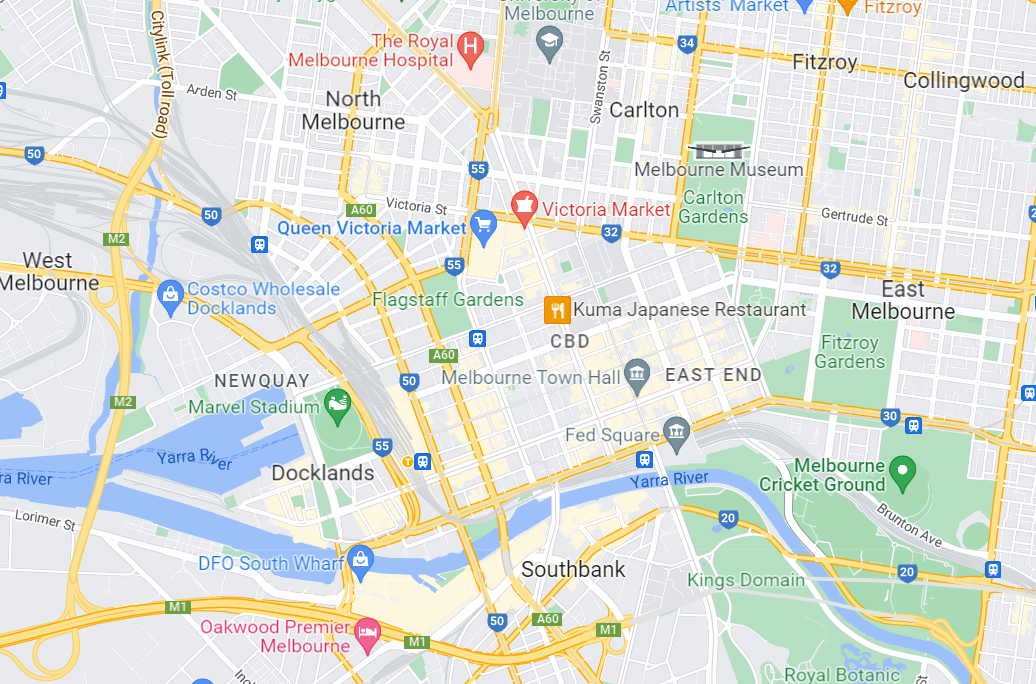 University of
Melbourne
Artists' Market
Fitzroy
Citylink (Toll road)
The Royal
Melbourne Hospital
H
34
Fitzroy
Collingwood
Swanston St
Arden St
North
Melbourne
Carlton
50
55
Melbourne Museum
Carlton
Gardens
A60
Victoria St
Victoria Market
50
Gertrude St
Queen Victoria Market
32
M2
West
Melbourne
55
32
Costco Wholesale
Docklands
Flagstaff Gardens
Kuma Japanese Restaurant
East
Melbourne
CBD
Fitzroy
Gardens
A60
NEWQUAY
50
Melbourne Town Hall
EAST END
M2
Marvel Stadium
30
55
Fed Square
Yarra River
T
Docklands
Melbourne
Cricket Ground
ra River
Yarra River
Lorimer St
20
Brunton Ave
DFO South Wharf
Southbank
Kings Domain
20
M1
50
A60
M1
Oakwood Premier
Melbourne
M1
Royal Botanic